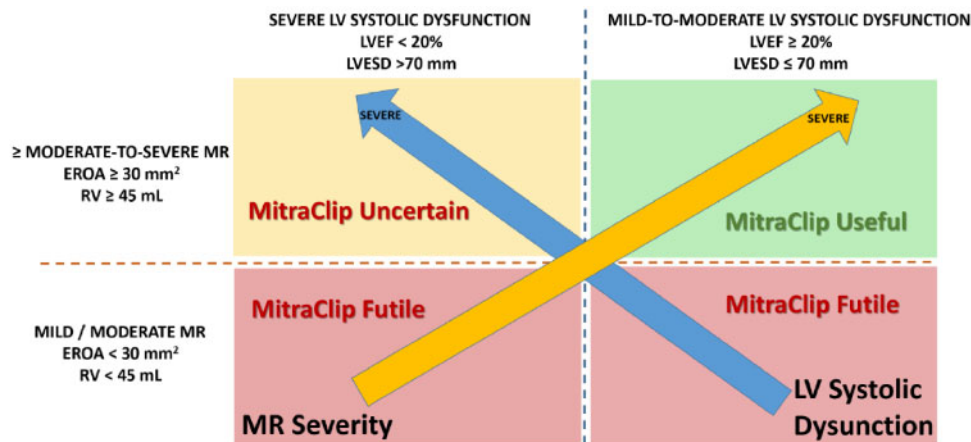 SEVERE LV SYSTOLIC DYSFUNCTION
LVEF < 20%
LVESD >70 mm
MILD-TO-MODERATE LV SYSTOLIC DYSFUNCTION
LVEF ≥ 20%
LVESD ≤ 70 mm
≥ MODERATE-TO-SEVERE MR
EROA ≥ 30 mm²
RV ≥ 45 mL
SEVERE
MitraClip Uncertain
SEVERE
MitraClip Useful
MILD / MODERATE MR
EROA < 30 mm²
RV < 45 mL
MitraClip Futile
MR Severity
MitraClip Futile
LV Systolic
Dysunction